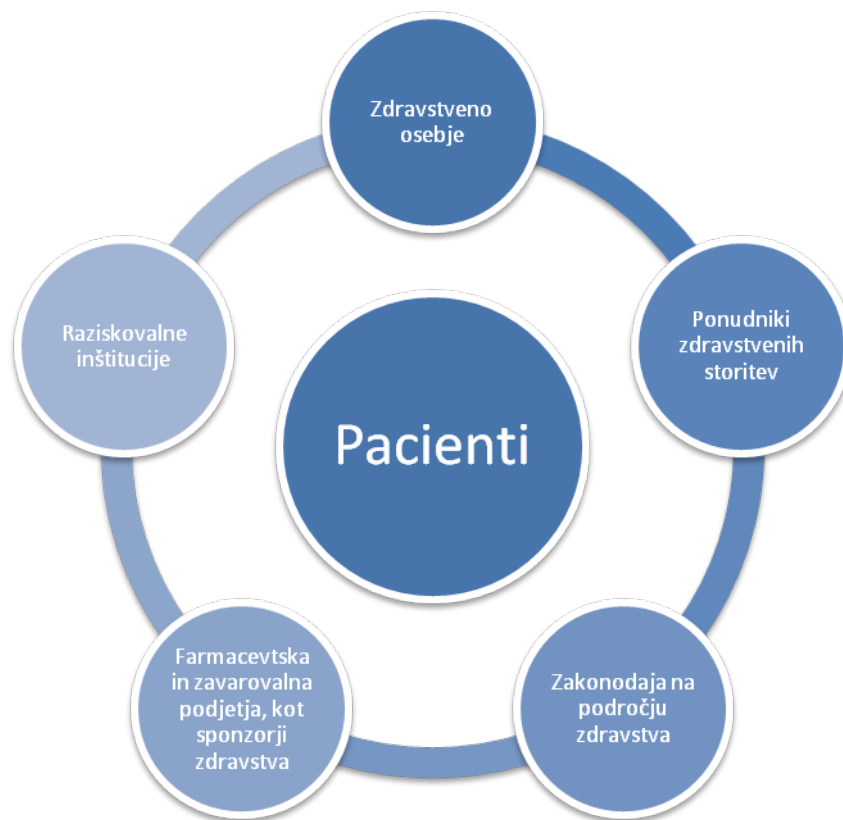 Zdravstveno
osebje
Ponudniki
zdravstvenih
storitev
Raziskovalne
inštitucije
Pacienti
Zakonodaja na
področju
zdravstva
Farmacevtska
in zavarovalna
podjetja, kot
sponzorji
zdravstva